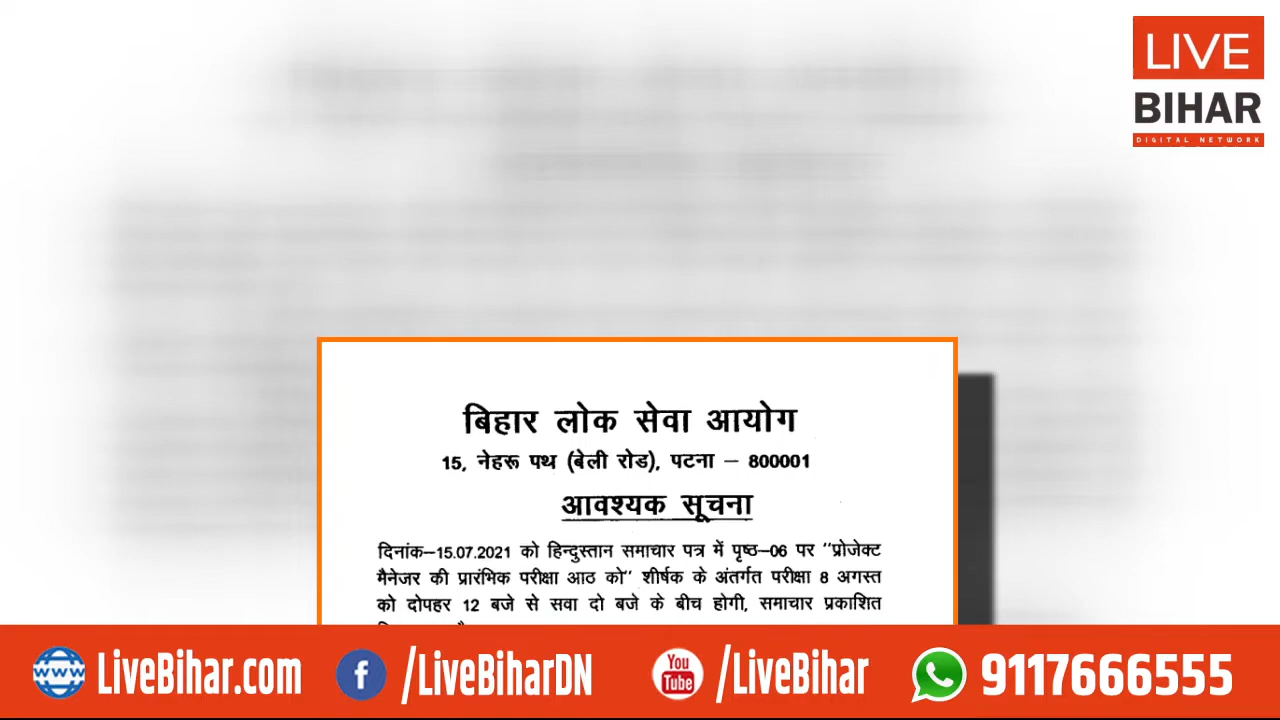 LIVE
BIHAR
DIGITAL NETWORK
बिहार लोक सेवा आयोग
15, नेहरू पथ (बेली रोड), पटना – 800001
आवश्यक सूचना
दिनांक–15.07.2021 को हिन्दुस्तान समाचार पत्र में पृष्ठ–06 पर "प्रोजेक्ट
मैनेजर की प्रारंभिक परीक्षा आठ को" शीर्षक के अंतर्गत परीक्षा 8 अगस्त
को दोपहर 12 बजे से सवा दो बजे के बीच होगी, समाचार प्रकाशित
www LiveBihar.com f /LiveBiharDN You Tube /LiveBihar 9117666555